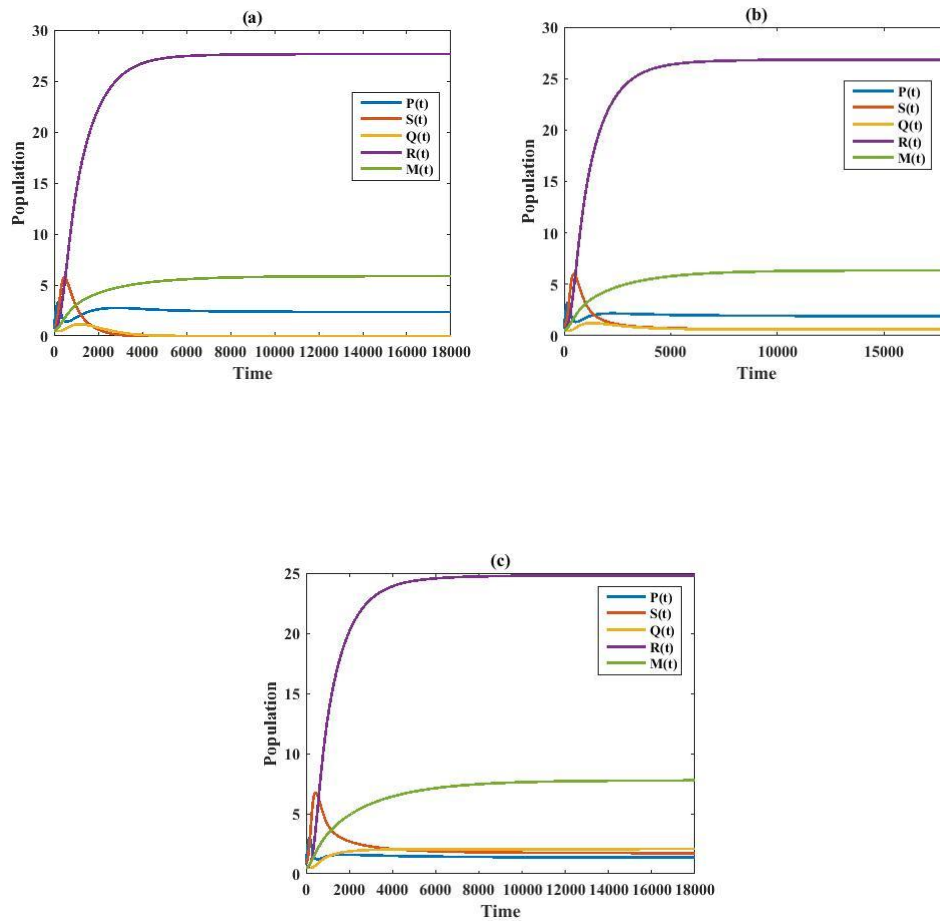 (a)
30
25
20
15
10
5
0
Population
P(t)
S(t)
Q(t)
R(t)
M(t)
0 2000 4000 6000 8000 10000 12000 14000 16000 18000
Time
(b)
30
25
20
15
10
5
0
Population
P(t)
S(t)
Q(t)
R(t)
M(t)
0 5000 10000 15000
Time
(c)
25
20
15
10
5
0
Population
P(t)
S(t)
Q(t)
R(t)
M(t)
0 2000 4000 6000 8000 10000 12000 14000 16000 18000
Time